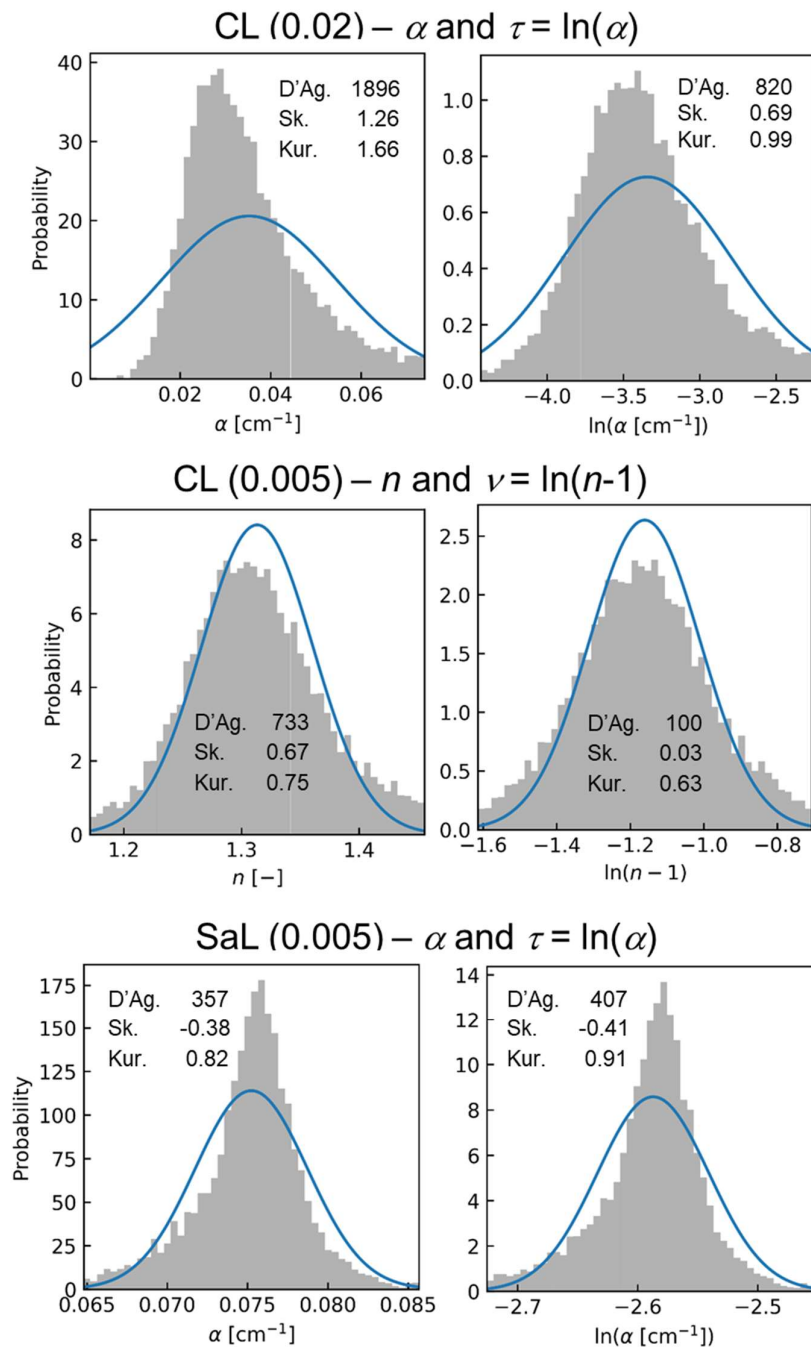 CL (0.02) – α and τ = ln(α)
40
30
20
10
0
Probability
D'Ag. 1896
Sk. 1.26
Kur. 1.66
0.02 0.04 0.06
α [cm⁻¹]
1.0
0.8
0.6
0.4
0.2
0.0
D'Ag. 820
Sk. 0.69
Kur. 0.99
−4.0 −3.5 −3.0 −2.5
ln(α [cm⁻¹])
CL (0.005) – n and ν = ln(n-1)
8
6
4
2
0
Probability
D'Ag. 733
Sk. 0.67
Kur. 0.75
1.2 1.3 1.4
n [−]
2.5
2.0
1.5
1.0
0.5
0.0
D'Ag. 100
Sk. 0.03
Kur. 0.63
−1.6 −1.4 −1.2 −1.0 −0.8
ln(n − 1)
SaL (0.005) – α and τ = ln(α)
175
150
125
100
75
50
25
0
Probability
D'Ag. 357
Sk. -0.38
Kur. 0.82
0.065 0.070 0.075 0.080 0.085
α [cm⁻¹]
14
12
10
8
6
4
2
0
D'Ag. 407
Sk. -0.41
Kur. 0.91
−2.7 −2.6 −2.5
ln(α [cm⁻¹])